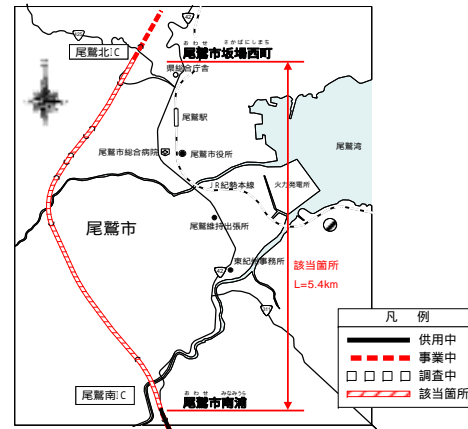 尾鷲北IC
おわせ さかばにしまち
尾鷲市坂場西町
県総合庁舎
尾鷲駅
尾鷲市総合病院
尾鷲市役所
尾鷲湾
JR紀勢本線
火力発電所
尾鷲市
尾鷲維持出張所
該当箇所
L=5.4km
東紀州事務所
42
凡 例
供用中
事業中
調査中
該当箇所
尾鷲南IC
おわせ みなみうら
尾鷲市南浦